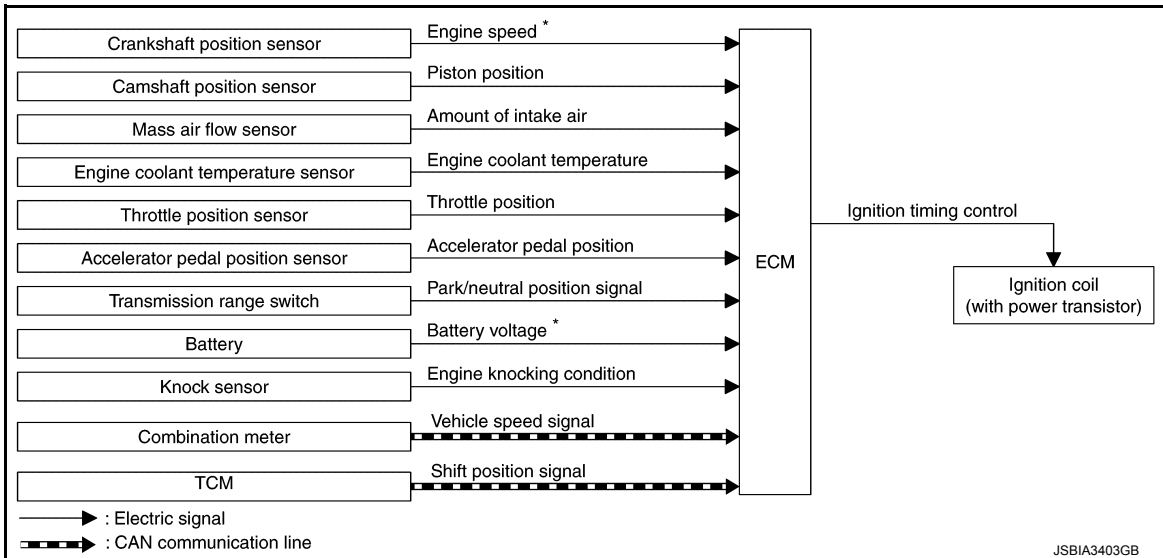 Crankshaft position sensor
Engine speed *
Camshaft position sensor
Piston position
Mass air flow sensor
Amount of intake air
Engine coolant temperature sensor
Engine coolant temperature
Throttle position sensor
Throttle position
Accelerator pedal position sensor
Accelerator pedal position
Transmission range switch
Park/neutral position signal
Battery
Battery voltage *
Knock sensor
Engine knocking condition
Combination meter
Vehicle speed signal
TCM
Shift position signal
ECM
Ignition timing control
Ignition coil
(with power transistor)
: Electric signal
: CAN communication line
JSBIA3403GB